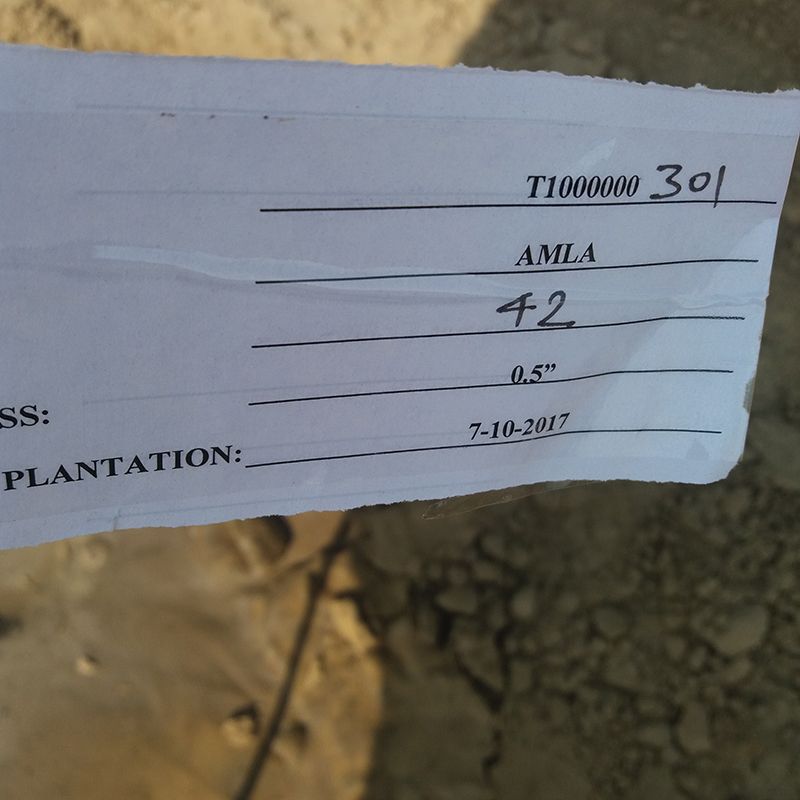 T1000000 301
AMLA
42
SS: 0.5”
PLANTATION: 7-10-2017